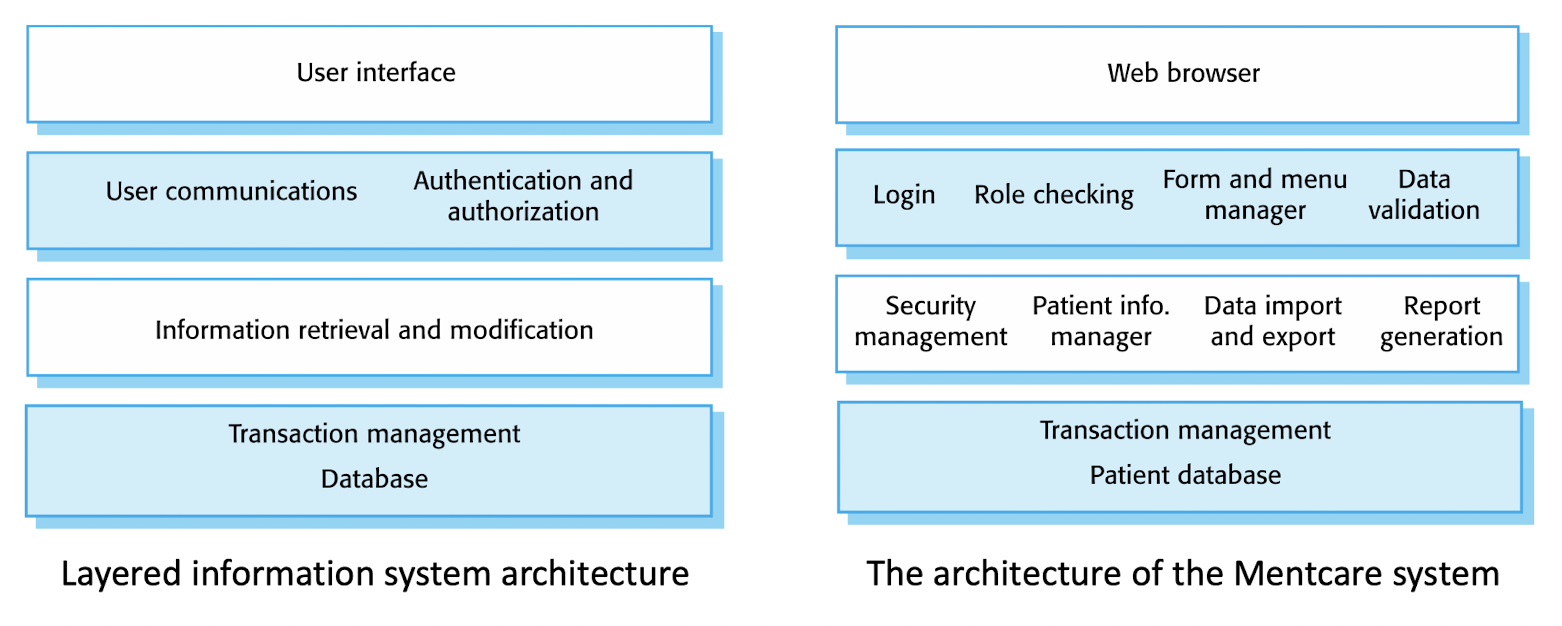 User interface
User communications
Authentication and
authorization
Information retrieval and modification
Transaction management
Database
Layered information system architecture
Web browser
Login
Role checking
Form and menu
manager
Data
validation
Security
management
Patient info.
manager
Data import
and export
Report
generation
Transaction management
Patient database
The architecture of the Mentcare system